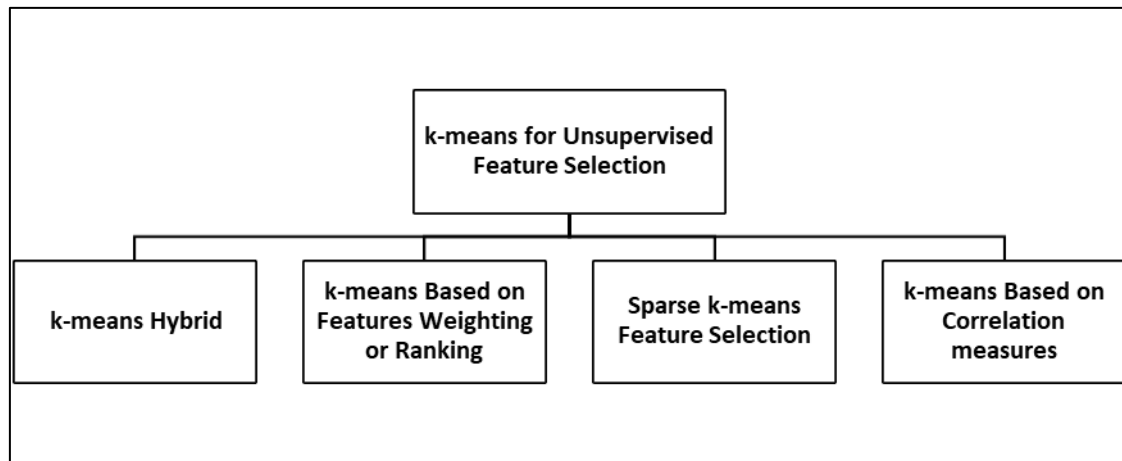 k-means for Unsupervised
Feature Selection
k-means Hybrid
k-means Based on
Features Weighting
or Ranking
Sparse k-means
Feature Selection
k-means Based on
Correlation
measures